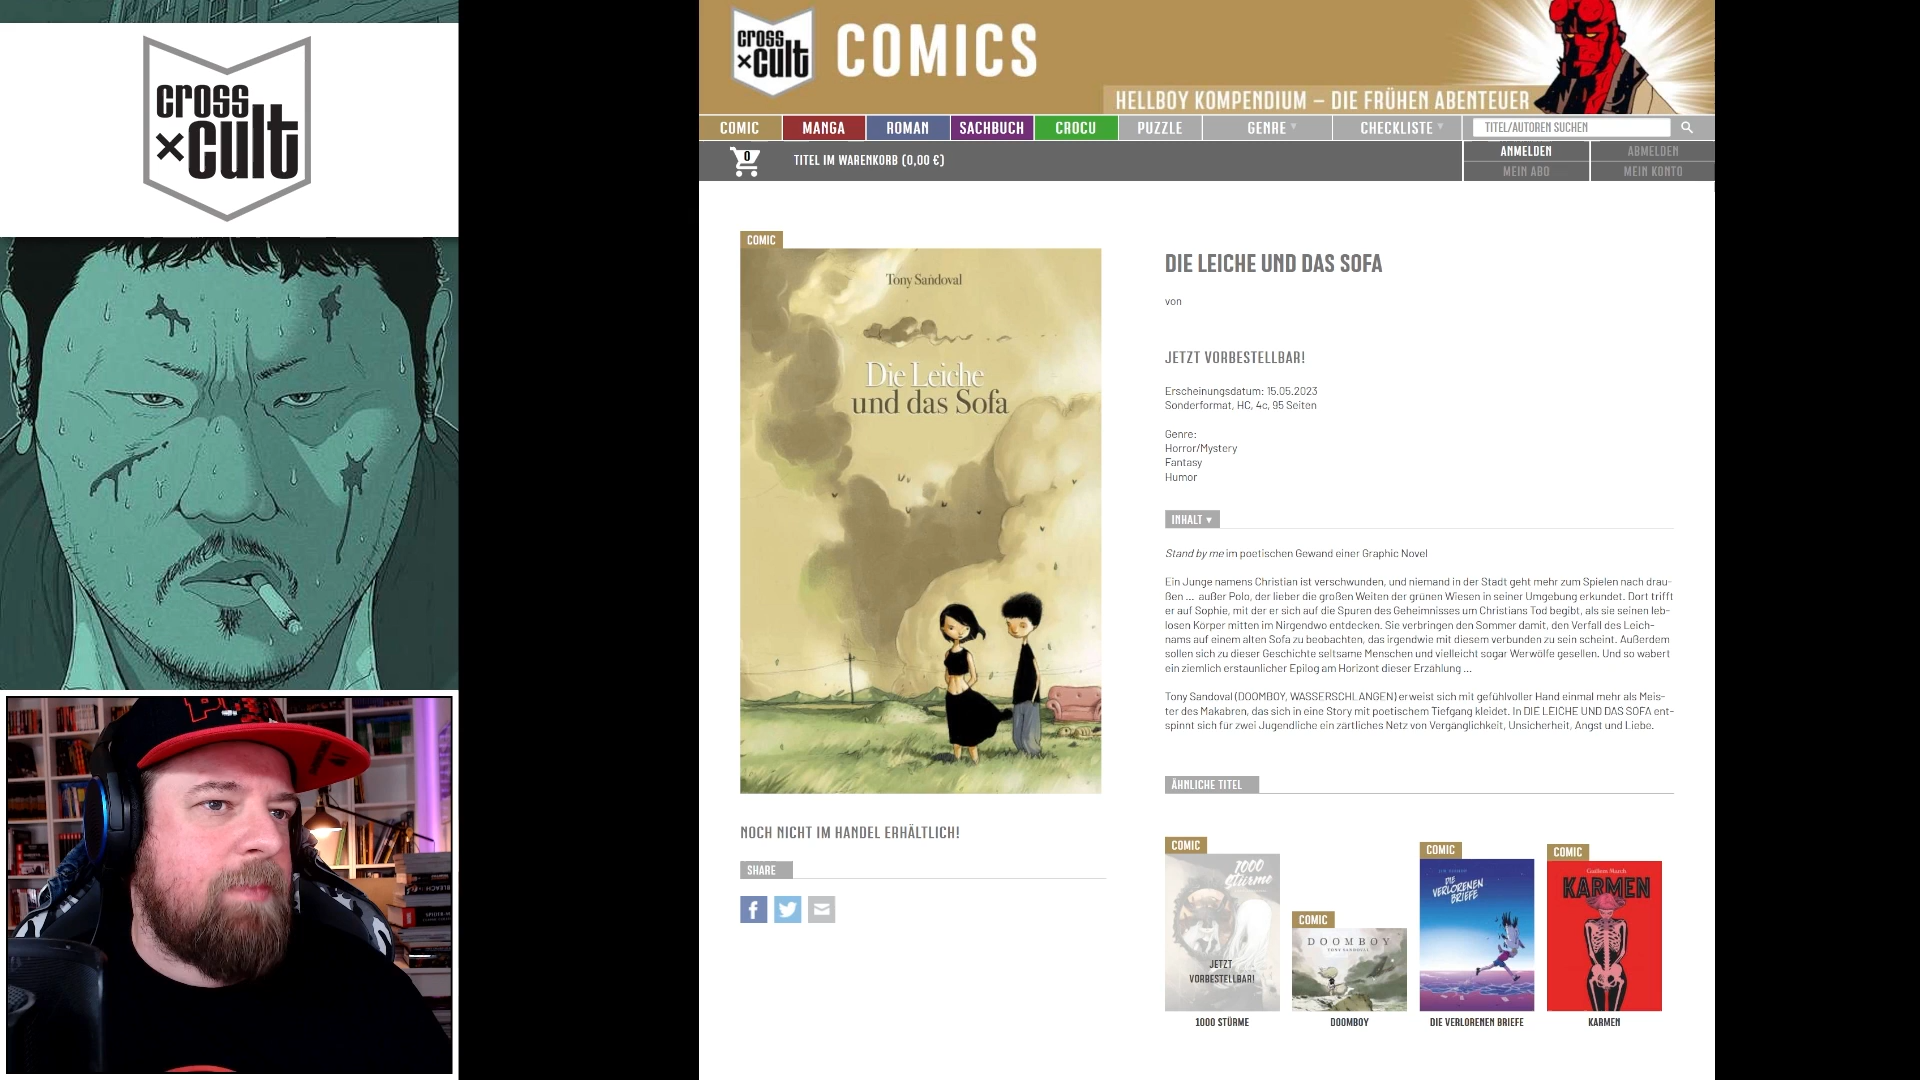 cross
×cult
cross
×cult
COMICS
HELLBOY KOMPENDIUM – DIE FRÜHEN ABENTEUER
COMIC
MANGA
ROMAN
SACHBUCH
CROCU
PUZZLE
GENRE ▼
CHECKLISTE ▼
TITEL/AUTOREN SUCHEN
0
TITEL IM WARENKORB (0,00 €)
ANMELDEN
ABMELDEN
MEIN ABO
MEIN KONTO
COMIC
Tony Sandoval
Die Leiche
und das Sofa
NOCH NICHT IM HANDEL ERHÄLTLICH!
SHARE
DIE LEICHE UND DAS SOFA
von
JETZT VORBESTELLBAR!
Erscheinungsdatum: 15.05.2023
Sonderformat, HC, 4c, 95 Seiten
Genre:
Horror/Mystery
Fantasy
Humor
INHALT ▼
Stand by me im poetischen Gewand einer Graphic Novel
Ein Junge namens Christian ist verschwunden, und niemand in der Stadt geht mehr zum Spielen nach drau-
ßen ... außer Polo, der lieber die großen Weiten der grünen Wiesen in seiner Umgebung erkundet. Dort trifft
er auf Sophie, mit der er sich auf die Spuren des Geheimnisses um Christians Tod begibt, als sie seinen leb-
losen Körper mitten im Nirgendwo entdecken. Sie verbringen den Sommer damit, den Verfall des Leich-
nams auf einem alten Sofa zu beobachten, das irgendwie mit diesem verbunden zu sein scheint. Außerdem
sollen sich zu dieser Geschichte seltsame Menschen und vielleicht sogar Werwölfe gesellen. Und so wabert
ein ziemlich erstaunlicher Epilog am Horizont dieser Erzählung ...
Tony Sandoval (DOOMBOY, WASSERSCHLANGEN) erweist sich mit gefühlvoller Hand einmal mehr als Meis-
ter des Makabren, das sich in eine Story mit poetischem Tiefgang kleidet. In DIE LEICHE UND DAS SOFA ent-
spinnt sich für zwei Jugendliche ein zärtliches Netz von Vergänglichkeit, Unsicherheit, Angst und Liebe.
ÄHNLICHE TITEL
COMIC
1000
Stürme
JETZT
VORBESTELLBAR!
1000 STÜRME
COMIC
DOOMBOY
TONY SANDOVAL
DOOMBOY
COMIC
DIE
VERLORENEN
BRIEFE
DIE VERLORENEN BRIEFE
COMIC
Guillem March
KARMEN
KARMEN
BLEACH